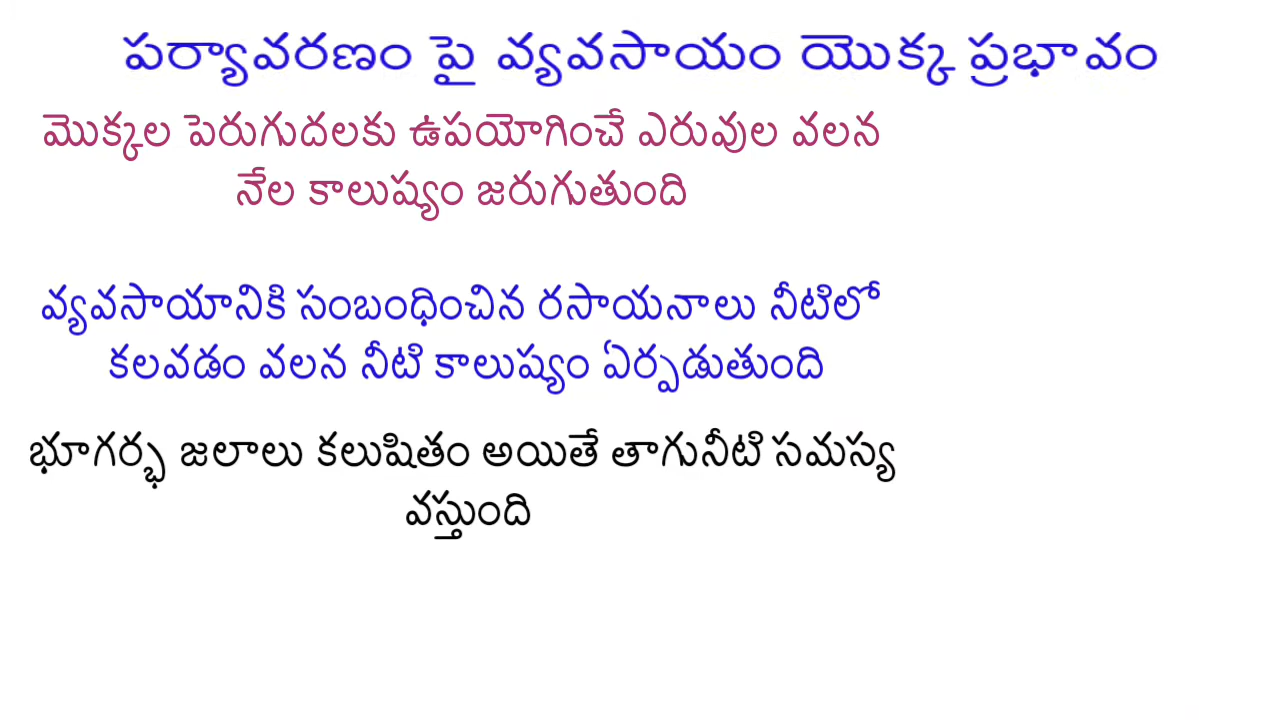 పర్యావరణం పై వ్యవసాయం యొక్క ప్రభావం
మొక్కల పెరుగుదలకు ఉపయోగించే ఎరువుల వలన
నేల కాలుష్యం జరుగుతుంది
వ్యవసాయానికి సంబంధించిన రసాయనాలు నీటిలో
కలవడం వలన నీటి కాలుష్యం ఏర్పడుతుంది
భూగర్భ జలాలు కలుషితం అయితే తాగునీటి సమస్య
వస్తుంది